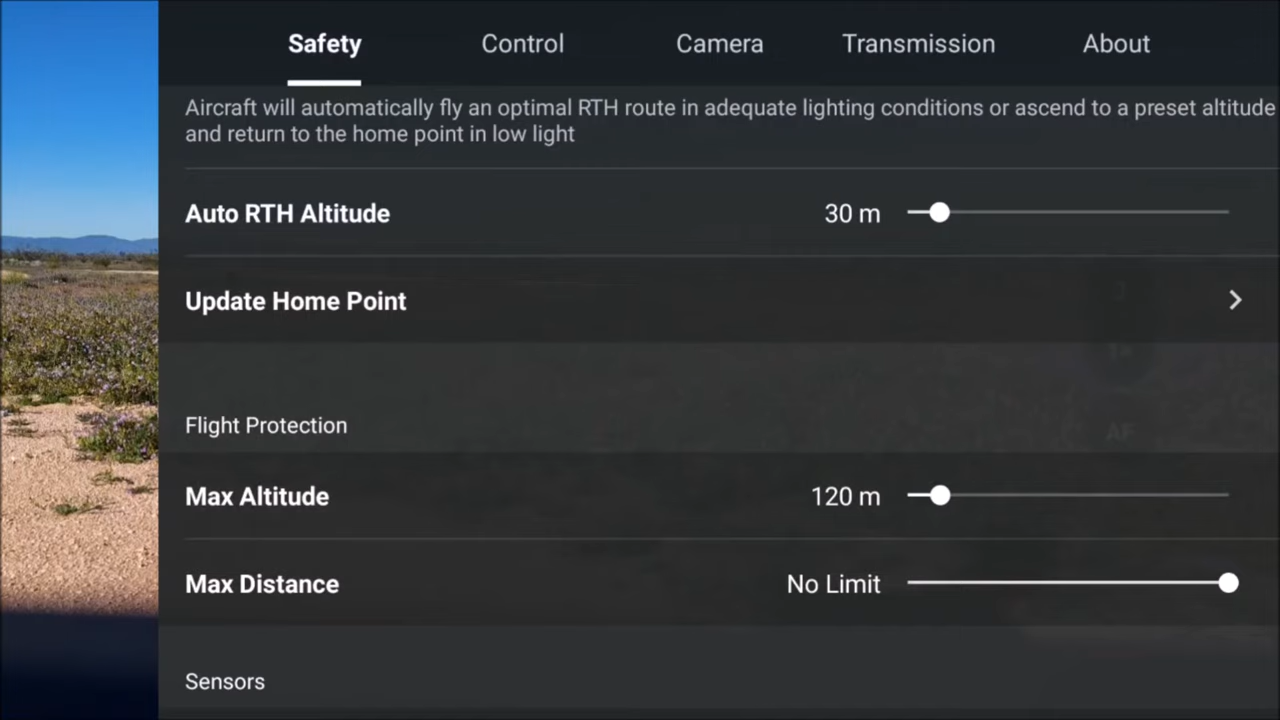 Safety Control Camera Transmission About
Aircraft will automatically fly an optimal RTH route in adequate lighting conditions or ascend to a preset altitude
and return to the home point in low light
Auto RTH Altitude 30 m
Update Home Point
Flight Protection
AF
Max Altitude 120 m
Max Distance No Limit
Sensors